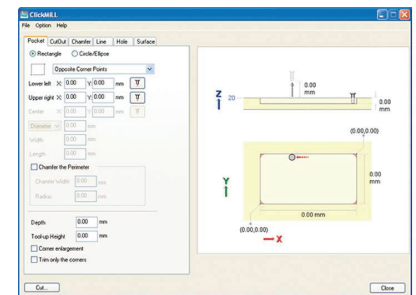 ClickMILL
File Option Help
Pocket CutOut Chamfer Line Hole Surface
Rectangle Circle/Ellipse
Opposite Corner Points
Lower left X: 0.00 Y: 0.00 mm
Upper right X: 0.00 Y: 0.00 mm
Center X: 0.00 Y: 0.00 mm
Diameter 0.00 mm
Width: 0.00 mm
Length: 0.00 mm
Chamfer the Perimeter
Chamfer Width 0.00 mm
Radius 0.00 mm
Depth: 0.00 mm
Tool-up Height 0.00 mm
Corner enlargement
Trim only the corners
Cut... Close
Z Z0 0.00
mm
0.00
mm
(0.00,0.00)
Y 0.00
mm
0.00 mm
(0.00,0.00)
X